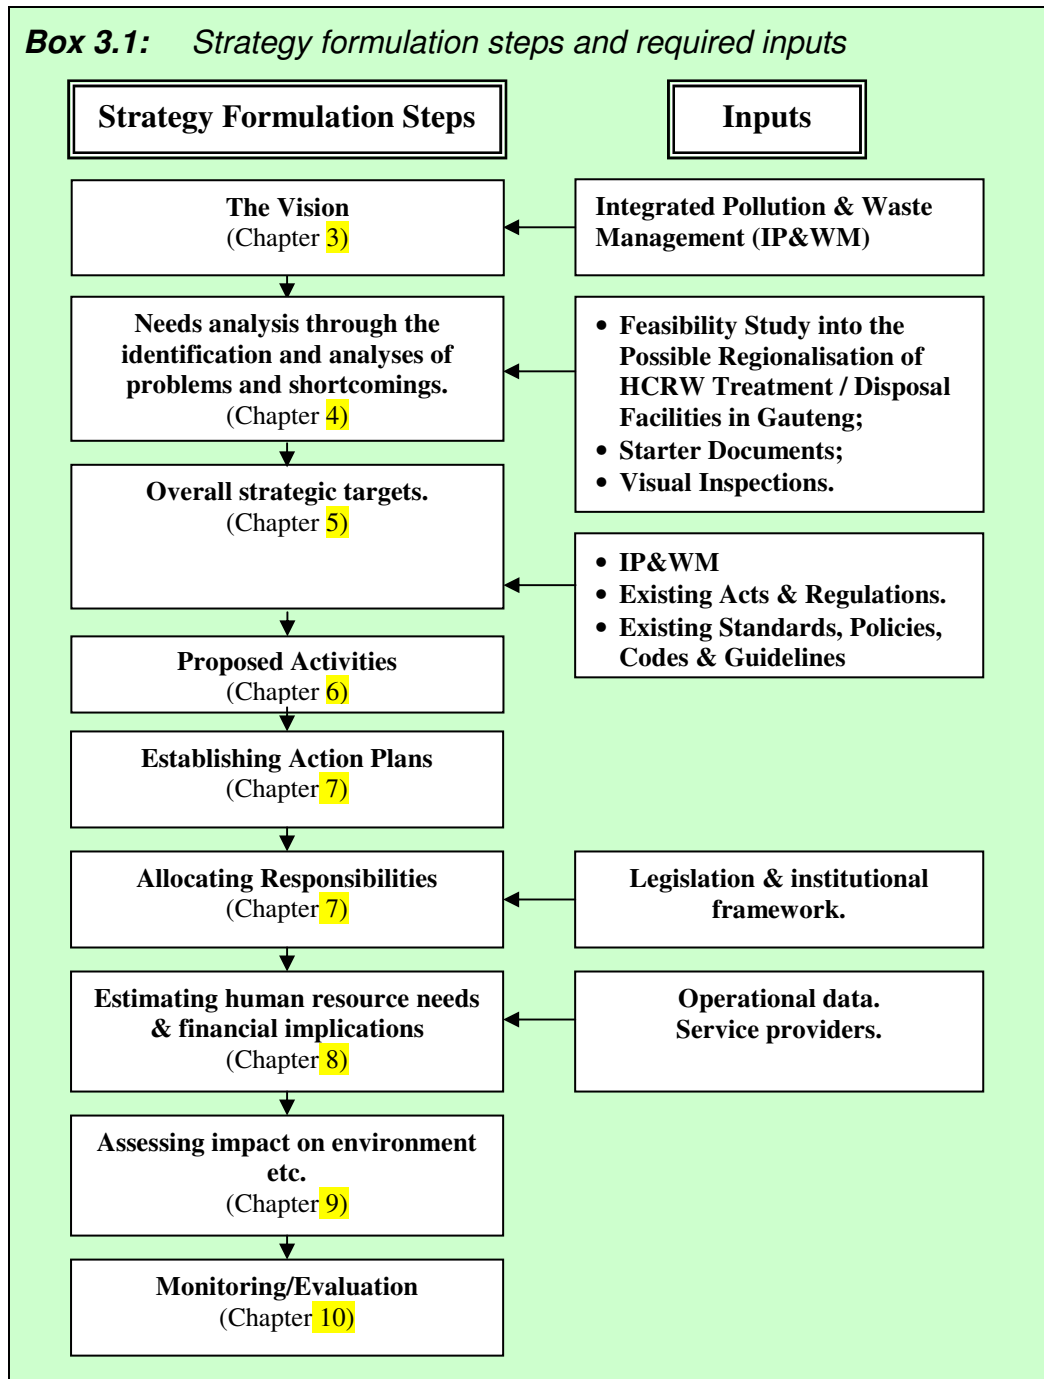 Box 3.1: Strategy formulation steps and required inputs
Strategy Formulation Steps
Inputs
The Vision
(Chapter 3)
Integrated Pollution & Waste
Management (IP&WM)
Needs analysis through the
identification and analyses of
problems and shortcomings.
(Chapter 4)
• Feasibility Study into the
Possible Regionalisation of
HCRW Treatment / Disposal
Facilities in Gauteng;
• Starter Documents;
• Visual Inspections.
Overall strategic targets.
(Chapter 5)
• IP&WM
• Existing Acts & Regulations.
• Existing Standards, Policies,
Codes & Guidelines
Proposed Activities
(Chapter 6)
Establishing Action Plans
(Chapter 7)
Allocating Responsibilities
(Chapter 7)
Legislation & institutional
framework.
Estimating human resource needs
& financial implications
(Chapter 8)
Operational data.
Service providers.
Assessing impact on environment
etc.
(Chapter 9)
Monitoring/Evaluation
(Chapter 10)